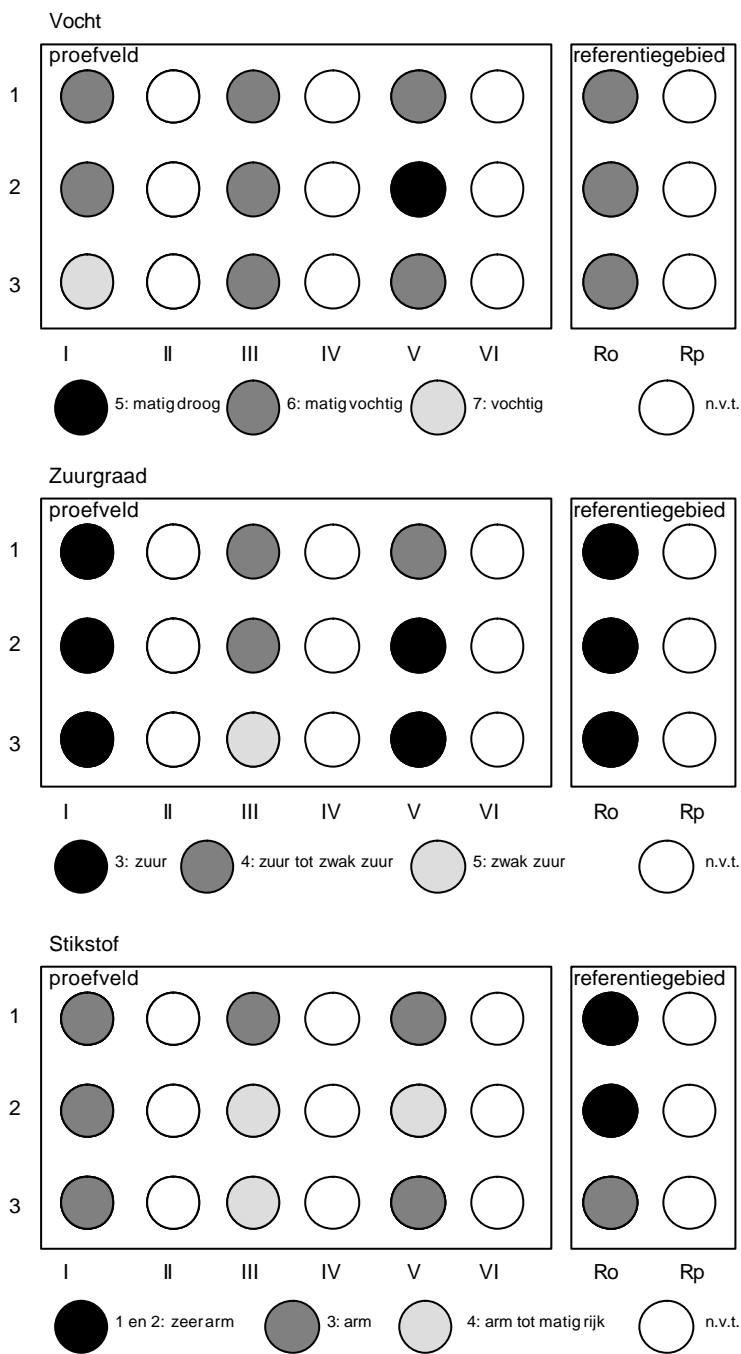 Vocht
proefveld referentiegebied
1
2
3
I II III IV V VI Ro Rp
5: matig droog 6: matig vochtig 7: vochtig n.v.t.
Zuurgraad
proefveld referentiegebied
1
2
3
I II III IV V VI Ro Rp
3: zuur 4: zuur tot zwak zuur 5: zwak zuur n.v.t.
Stikstof
proefveld referentiegebied
1
2
3
I II III IV V VI Ro Rp
1 en 2: zeer arm 3: arm 4: arm tot matig rijk n.v.t.